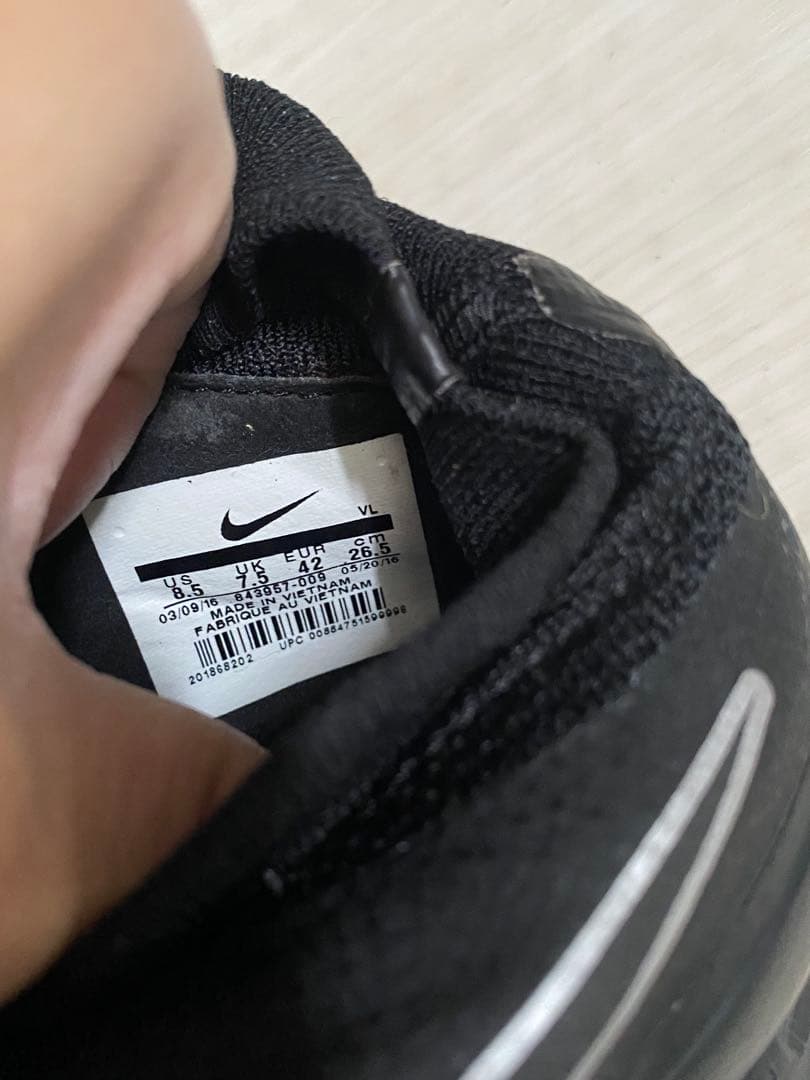 VL
US UK EUR cm
8.5 7.5 42 26.5
03/09/16 843957-009 05/20/16
MADE IN VIETNAM
FABRIQUE AU VIETNAM
201868202 UPC 00884751599998